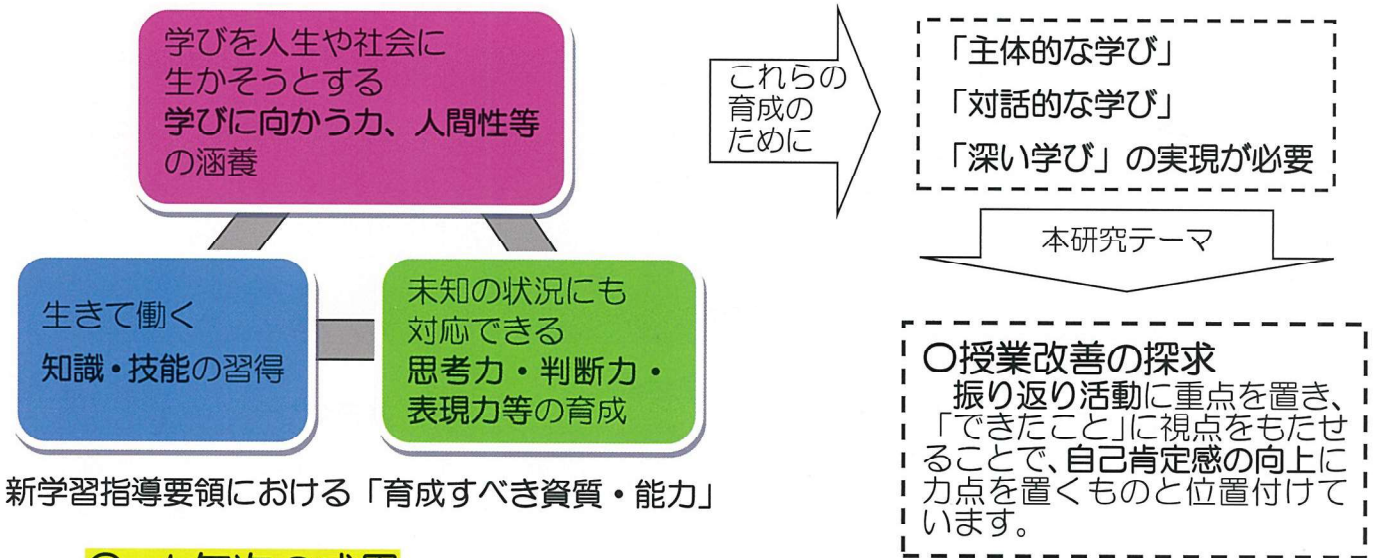 学びを人生や社会に
生かそうとする
学びに向かう力、人間性等
の涵養
生きて働く
知識・技能の習得
未知の状況にも
対応できる
思考力・判断力・
表現力等の育成
新学習指導要領における「育成すべき資質・能力」
これらの
育成の
ために
「主体的な学び」
「対話的な学び」
「深い学び」の実現が必要
本研究テーマ
〇授業改善の探求
振り返り活動に重点を置き、
「できたこと」に視点をもたせ
ることで、自己肯定感の向上に
力点を置くものと位置付けて
います。